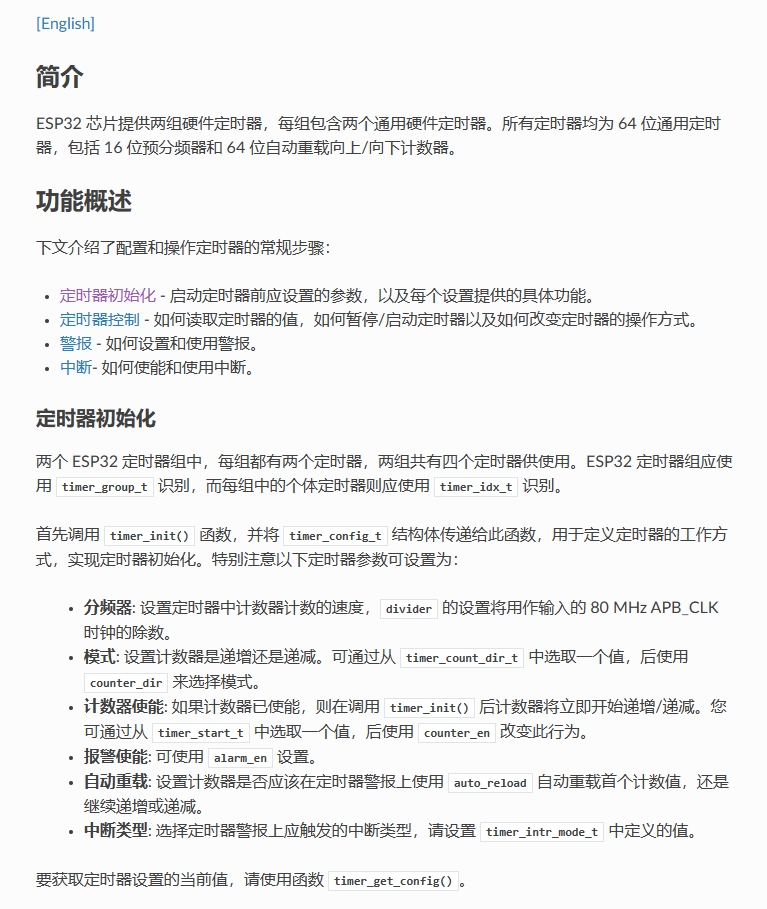 [English]
简介
ESP32 芯片提供两组硬件定时器，每组包含两个通用硬件定时器。所有定时器均为 64 位通用定时
器，包括 16 位预分频器和 64 位自动重载向上/向下计数器。
功能概述
下文介绍了配置和操作定时器的常规步骤：
• 定时器初始化 - 启动定时器前应设置的参数，以及每个设置提供的具体功能。
• 定时器控制 - 如何读取定时器的值，如何暂停/启动定时器以及如何改变定时器的操作方式。
• 警报 - 如何设置和使用警报。
• 中断- 如何使能和使用中断。
定时器初始化
两个 ESP32 定时器组中，每组都有两个定时器，两组共有四个定时器供使用。ESP32 定时器组应使
用 timer_group_t 识别，而每组中的个体定时器则应使用 timer_idx_t 识别。
首先调用 timer_init() 函数，并将 timer_config_t 结构体传递给此函数，用于定义定时器的工作方
式，实现定时器初始化。特别注意以下定时器参数可设置为：
• 分频器: 设置定时器中计数器计数的速度， divider 的设置将用作输入的 80 MHz APB_CLK
时钟的除数。
• 模式: 设置计数器是递增还是递减。可通过从 timer_count_dir_t 中选取一个值，后使用
counter_dir 来选择模式。
• 计数器使能: 如果计数器已使能，则在调用 timer_init() 后计数器将立即开始递增/递减。您
可通过从 timer_start_t 中选取一个值，后使用 counter_en 改变此行为。
• 报警使能: 可使用 alarm_en 设置。
• 自动重载: 设置计数器是否应该在定时器警报上使用 auto_reload 自动重载首个计数值，还是
继续递增或递减。
• 中断类型: 选择定时器警报上应触发的中断类型，请设置 timer_intr_mode_t 中定义的值。
要获取定时器设置的当前值，请使用函数 timer_get_config() 。